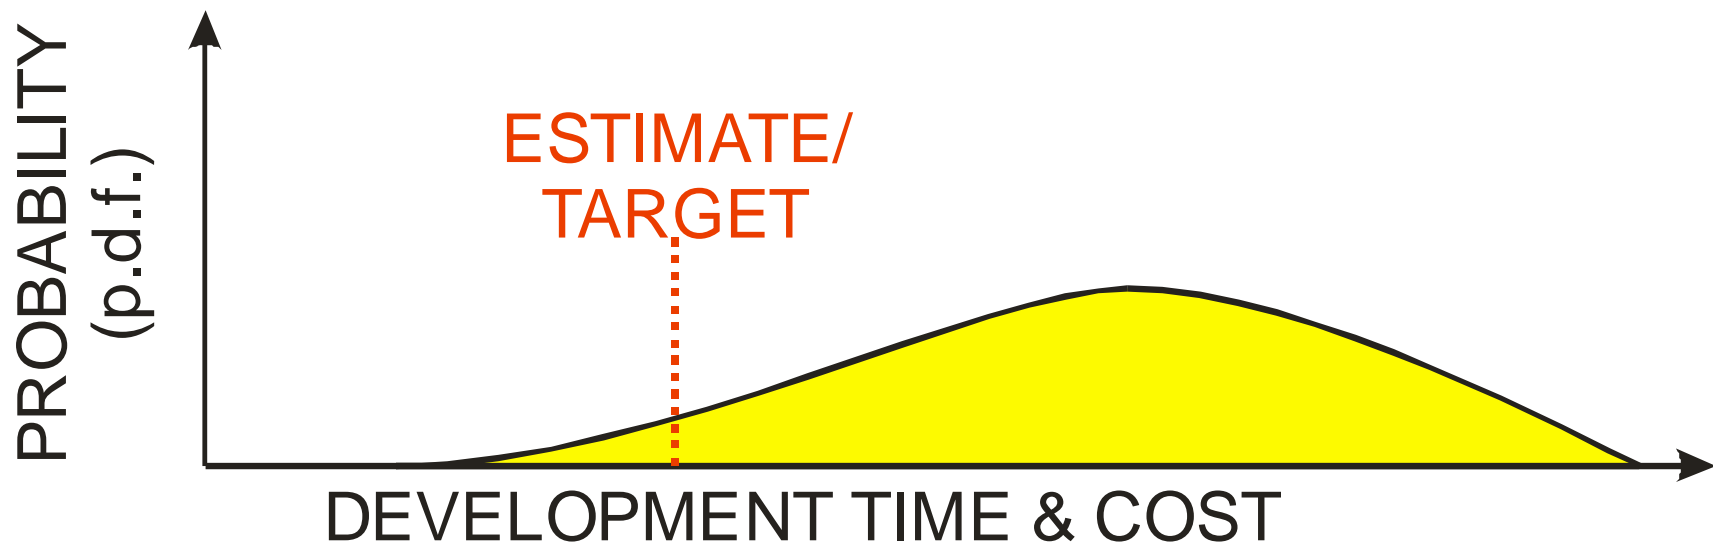 PROBABILITY
(p.d.f.)
ESTIMATE/
TARGET
DEVELOPMENT TIME & COST